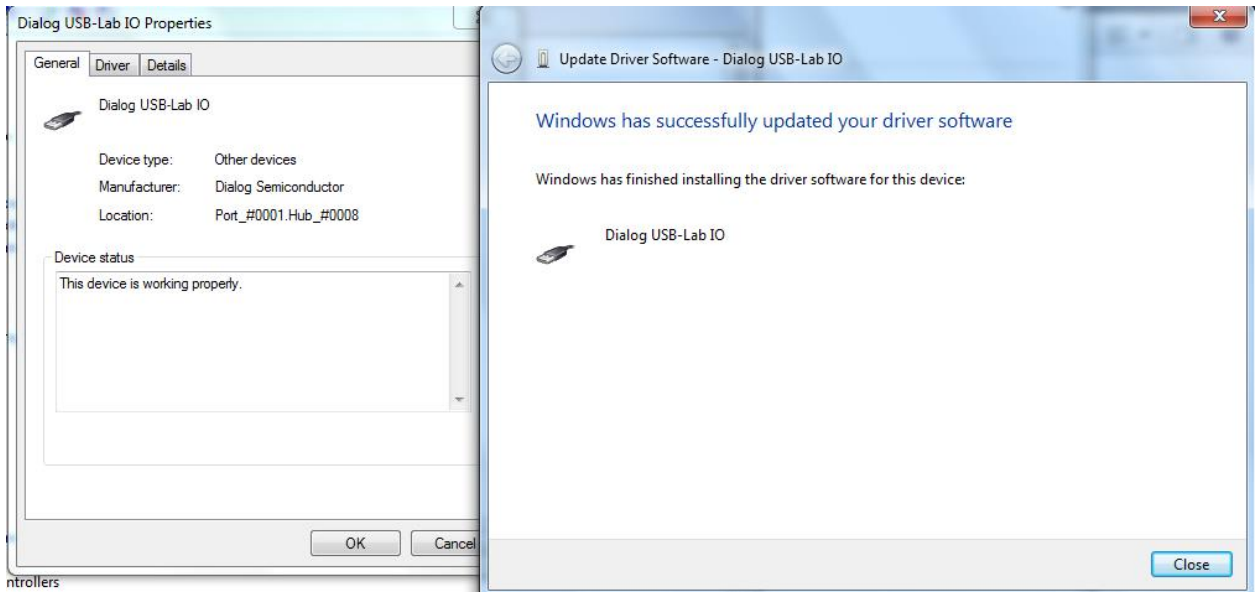 Dialog USB-Lab IO Properties
General Driver Details
Dialog USB-Lab IO
Device type: Other devices
Manufacturer: Dialog Semiconductor
Location: Port_#0001.Hub_#0008
Device status
This device is working properly.
OK Cancel
ntrollers
Update Driver Software - Dialog USB-Lab IO
Windows has successfully updated your driver software
Windows has finished installing the driver software for this device:
Dialog USB-Lab IO
Close